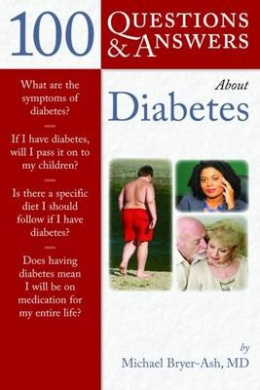 100 QUESTIONS
& ANSWERS
About
Diabetes
What are the
symptoms of
diabetes?
If I have diabetes,
will I pass it on to
my children?
Is there a specific
diet I should
follow if I have
diabetes?
Does having
diabetes mean
I will be on
medication for
my entire life?
by
Michael Bryer-Ash, MD